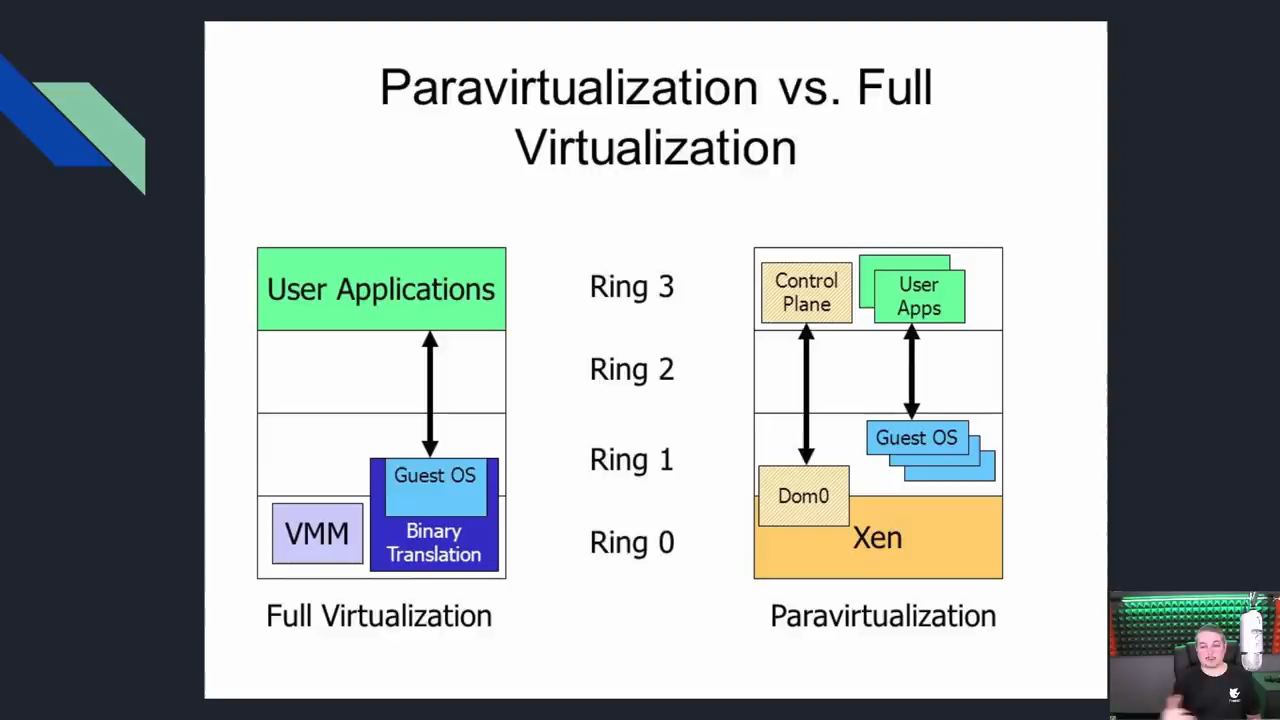 Paravirtualization vs. Full
Virtualization
User Applications
Guest OS
VMM
Binary
Translation
Full Virtualization
Ring 3
Ring 2
Ring 1
Ring 0
Control
Plane
User
Apps
Guest OS
Dom0
Xen
Paravirtualization